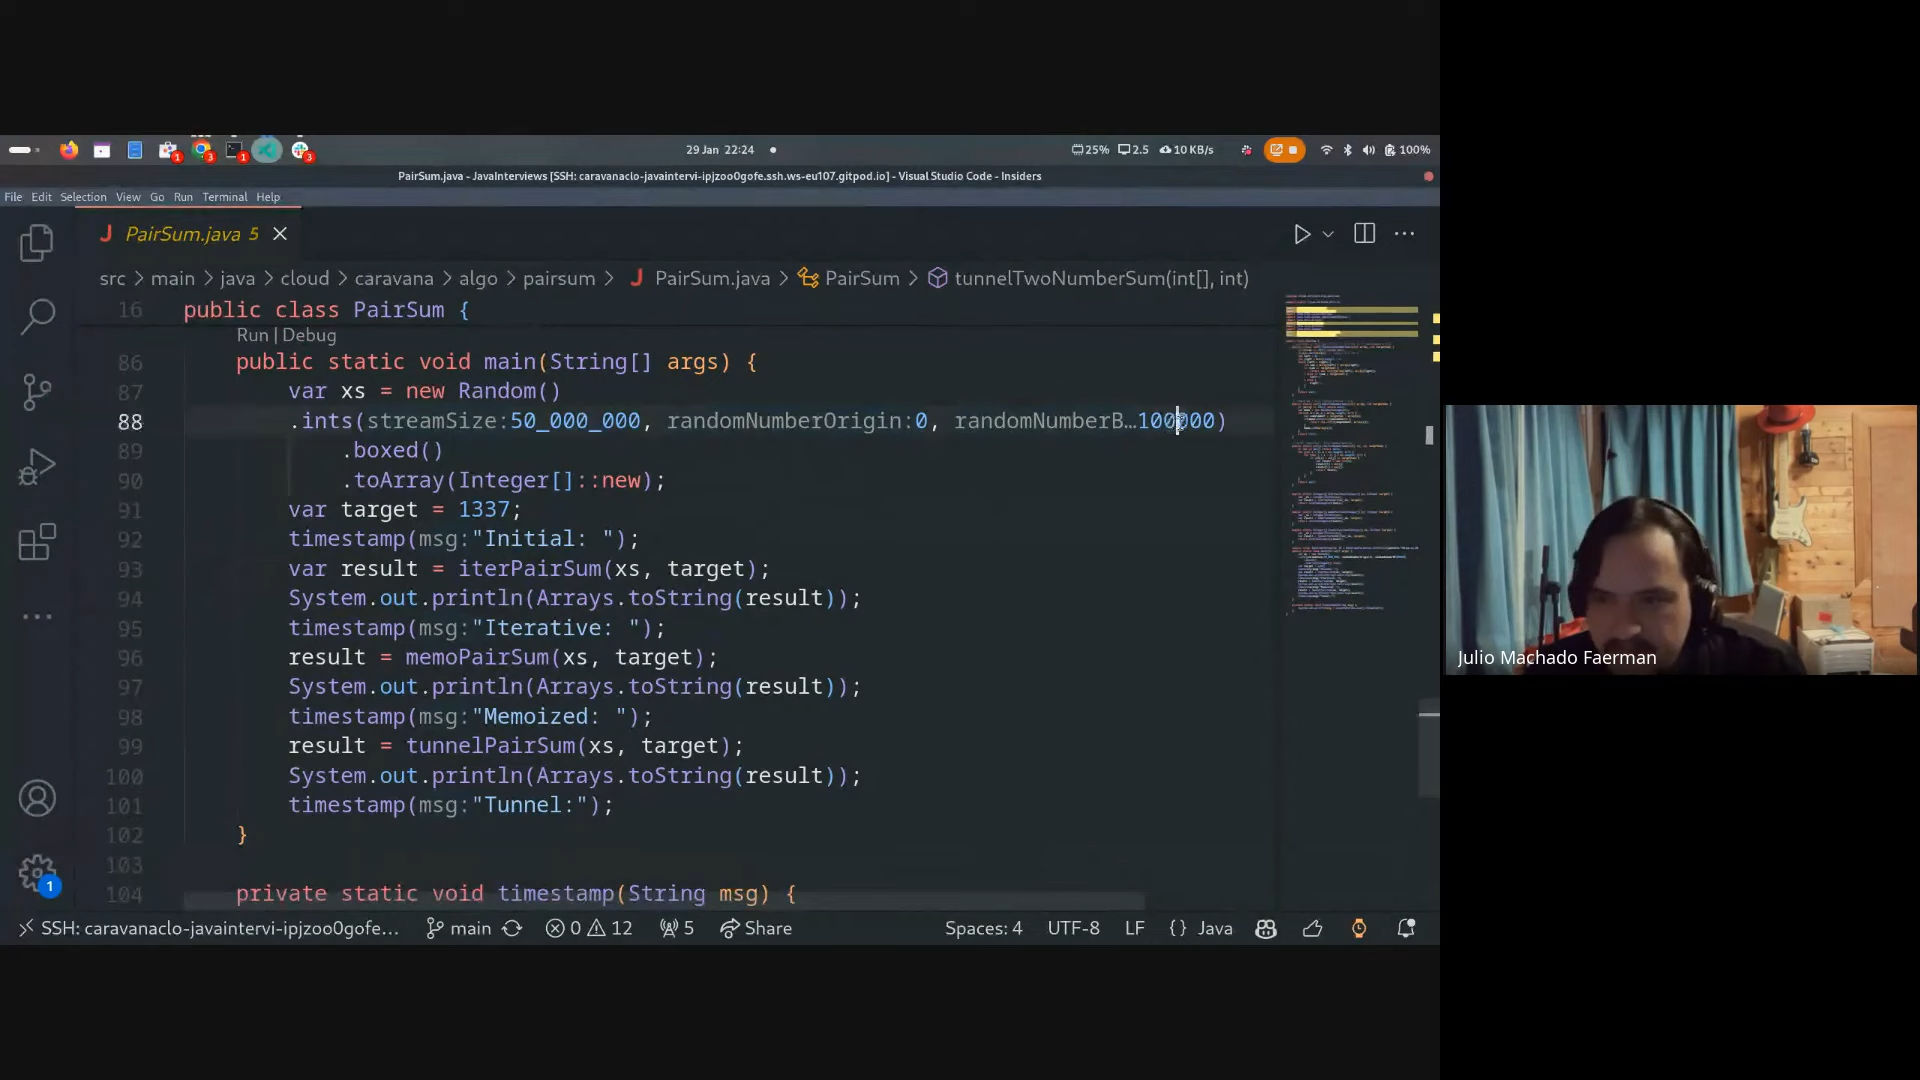 29 Jan 22:24
25% 2.5 10 KB/s 100%
PairSum.java - JavaInterviews [SSH: caravanaclo-javaintervi-ipjzoo0gofe.ssh.ws-eu107.gitpod.io] - Visual Studio Code - Insiders
File Edit Selection View Go Run Terminal Help
J PairSum.java 5
src > main > java > cloud > caravana > algo > pairsum > J PairSum.java > PairSum > tunnelTwoNumberSum(int[], int)
16 public class PairSum {
Run | Debug
86 public static void main(String[] args) {
87 var xs = new Random()
88 .ints(streamSize:50_000_000, randomNumberOrigin:0, randomNumberB…100000)
89 .boxed()
90 .toArray(Integer[]::new);
91 var target = 1337;
92 timestamp(msg:"Initial: ");
93 var result = iterPairSum(xs, target);
94 System.out.println(Arrays.toString(result));
95 timestamp(msg:"Iterative: ");
96 result = memoPairSum(xs, target);
97 System.out.println(Arrays.toString(result));
98 timestamp(msg:"Memoized: ");
99 result = tunnelPairSum(xs, target);
100 System.out.println(Arrays.toString(result));
101 timestamp(msg:"Tunnel:");
102 }
103
104 private static void timestamp(String msg) {
1
SSH: caravanaclo-javaintervi-ipjzoo0gofe... main 0 12 5 Share Spaces: 4 UTF-8 LF {} Java
Julio Machado Faerman